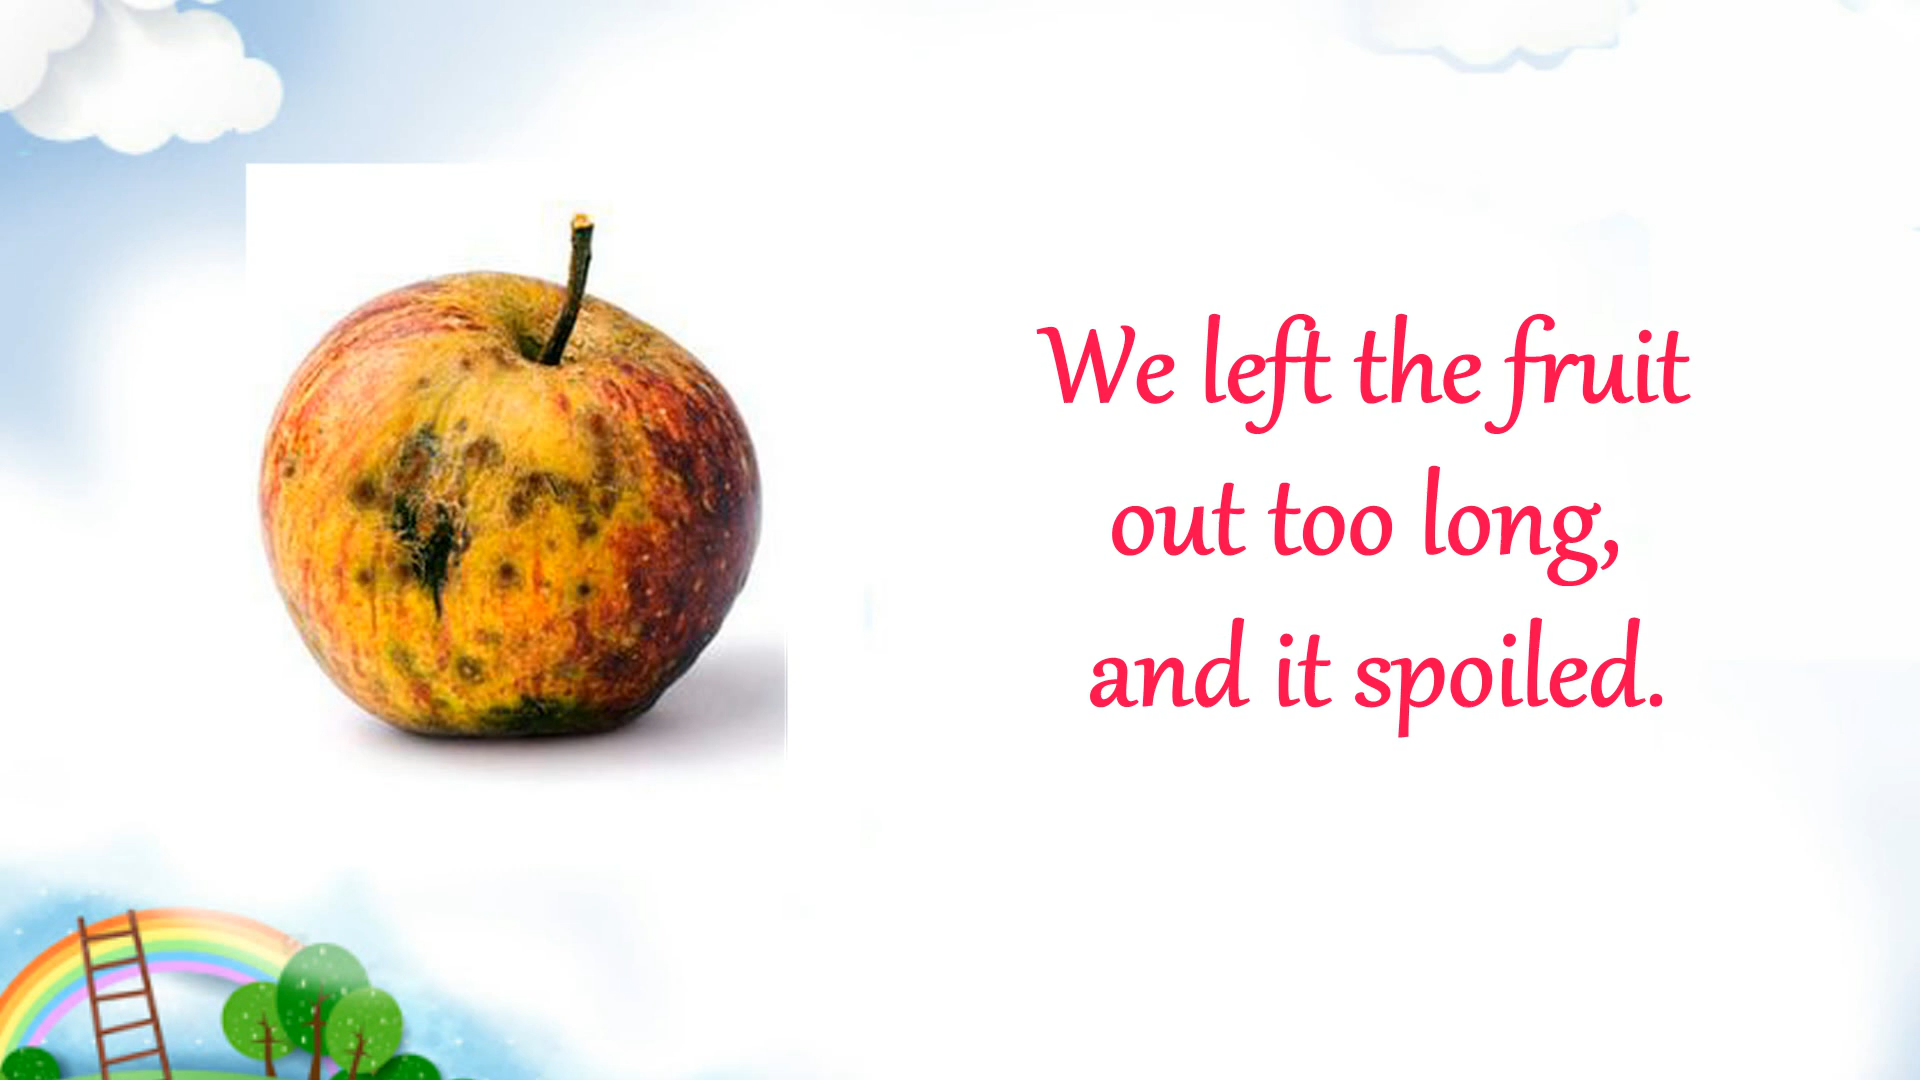 We left the fruit
out too long,
and it spoiled.